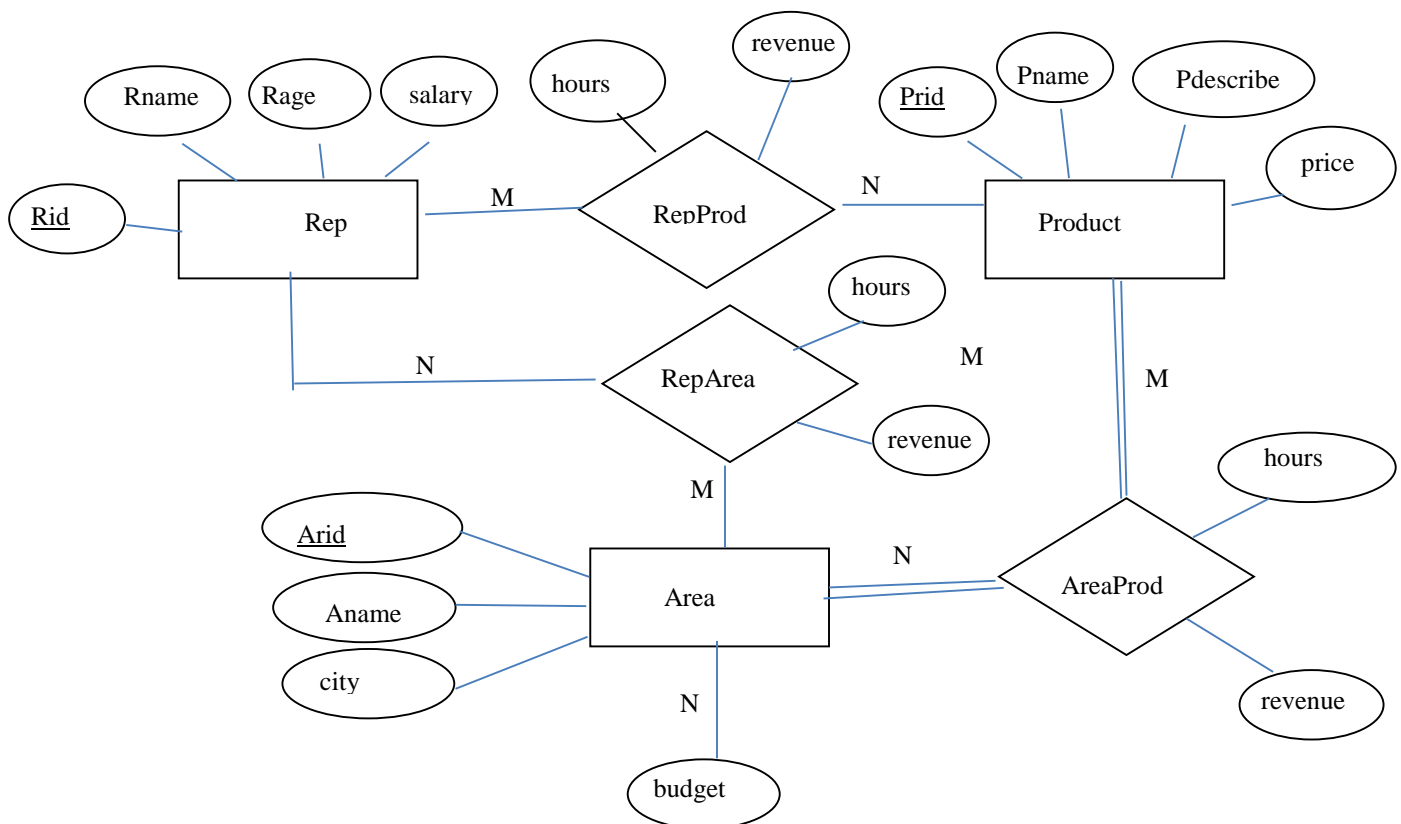 revenue
hours
Rname
Rage
salary
Prid
Pname
Pdescribe
price
Rid
Rep
M
RepProd
N
Product
hours
N
RepArea
M
M
revenue
hours
M
Arid
N
Area
AreaProd
Aname
city
N
revenue
budget